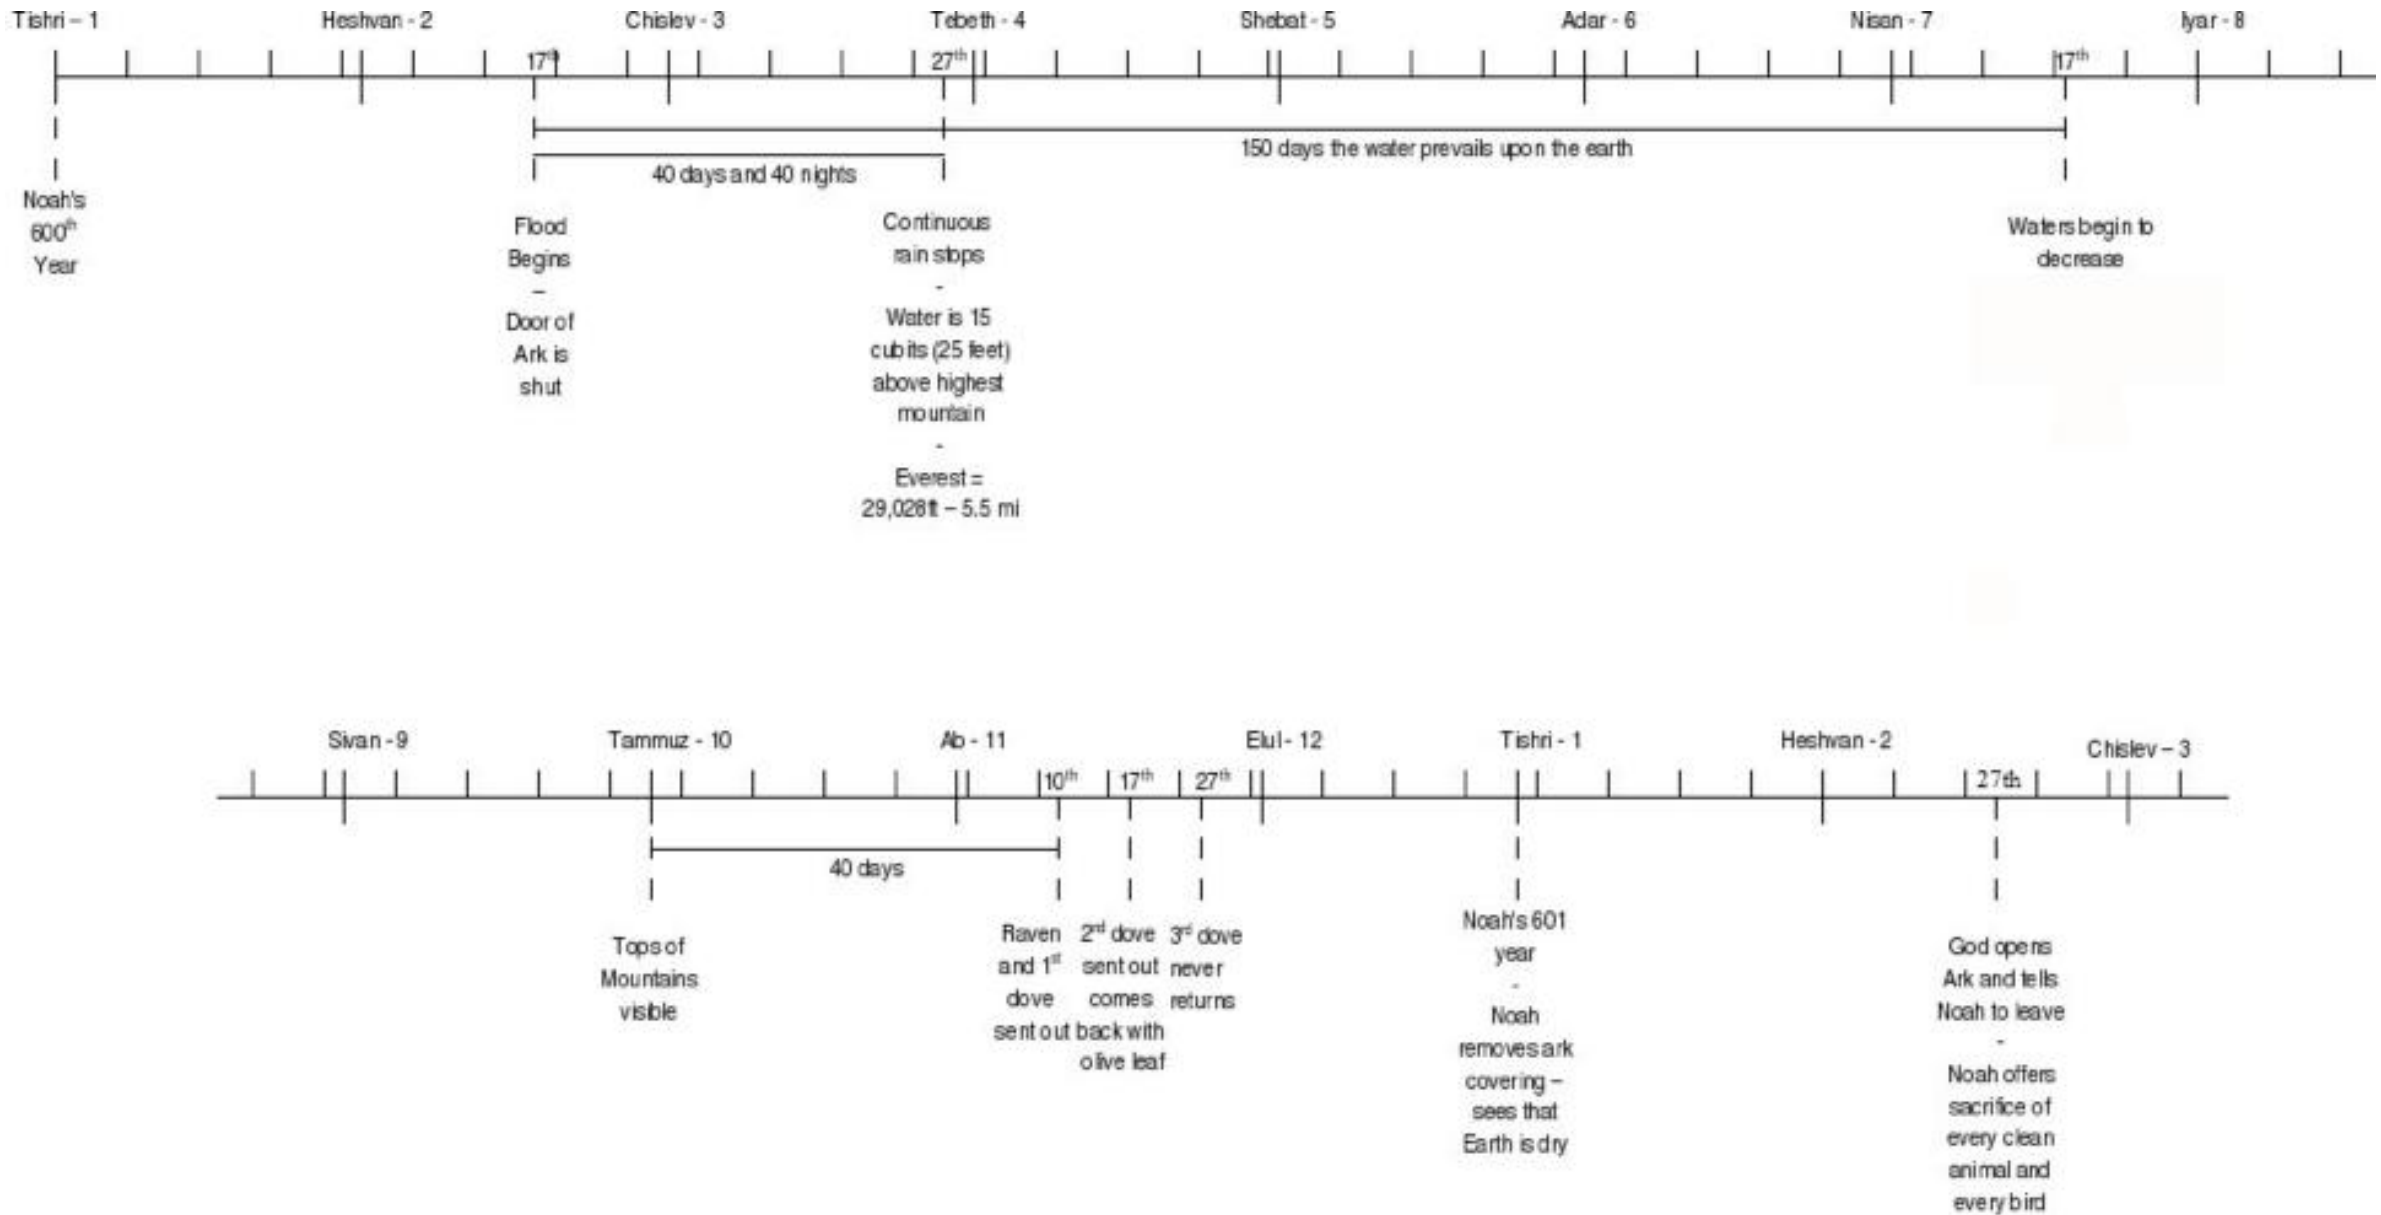 Tishri – 1 Heshvan - 2 Chislev - 3 Tebeth - 4 Shebat - 5 Adar - 6 Nisan - 7 Iyar - 8
17th 27th 17th
150 days the water prevails upon the earth
40 days and 40 nights
Noah's
600th
Year
Flood
Begins
–
Door of
Ark is
shut
Continuous
rain stops
-
Water is 15
cubits (25 feet)
above highest
mountain
-
Everest =
29,028ft – 5.5 mi
Waters begin to
decrease
Sivan - 9 Tammuz - 10 Ab - 11 Elul - 12 Tishri - 1 Heshvan - 2 Chislev – 3
10th 17th 27th 27th
40 days
Tops of
Mountains
visible
Raven
and 1st
dove
sent out
2rd dove
sent out
comes
back with
olive leaf
3rd dove
never
returns
Noah's 601
year
-
Noah
removes ark
covering –
sees that
Earth is dry
God opens
Ark and tells
Noah to leave
-
Noah offers
sacrifice of
every clean
animal and
every bird